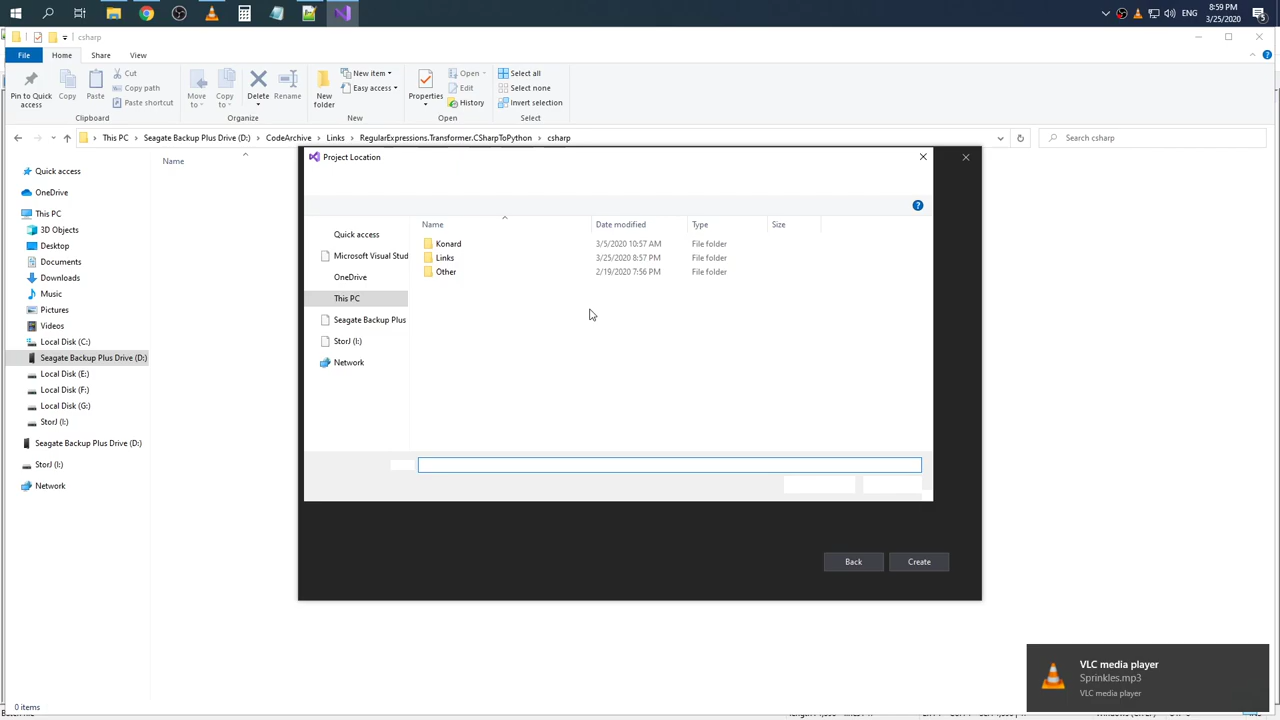 ENG
8:59 PM
3/25/2020
5
csharp
File
Home
Share
View
Pin to Quick access
Copy
Paste
Cut
Copy path
Paste shortcut
Clipboard
Move to
Copy to
Delete
Rename
Organize
New folder
New item
Easy access
New
Properties
Open
Edit
History
Open
Select all
Select none
Invert selection
Select
This PC
Seagate Backup Plus Drive (D:)
CodeArchive
Links
RegularExpressions.Transformer.CSharpToPython
csharp
Search csharp
Name
Quick access
OneDrive
This PC
3D Objects
Desktop
Documents
Downloads
Music
Pictures
Videos
Local Disk (C:)
Seagate Backup Plus Drive (D:)
Local Disk (E:)
Local Disk (F:)
Local Disk (G:)
StorJ (I:)
Seagate Backup Plus Drive (D:)
StorJ (I:)
Network
Project Location
Quick access
Microsoft Visual Stud
OneDrive
This PC
Seagate Backup Plus
StorJ (I:)
Network
Name Date modified Type Size
Konard 3/5/2020 10:57 AM File folder
Links 3/25/2020 8:57 PM File folder
Other 2/19/2020 7:56 PM File folder
Back
Create
VLC media player
Sprinkles.mp3
VLC media player
0 items